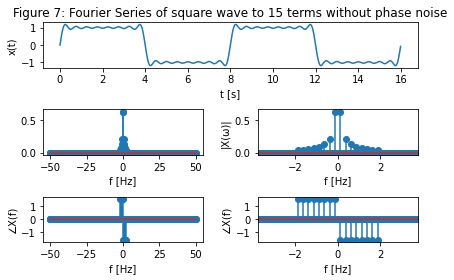 Figure 7: Fourier Series of square wave to 15 terms without phase noise
1
0
−1
x(t)
0 2 4 6 8 10 12 14 16
t [s]
0.5
0.0
−50 −25 0 25 50
f [Hz]
|X(ω)|
0.5
0.0
−2 0 2
f [Hz]
∠X(f)
1
0
−1
−50 −25 0 25 50
f [Hz]
∠X(f)
1
0
−1
−2 0 2
f [Hz]